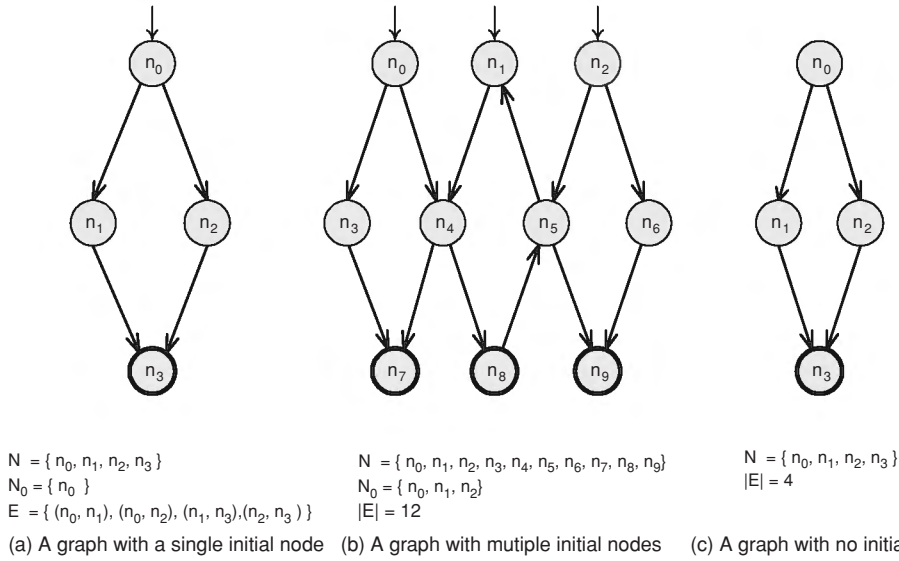 n0
n0
n1
n2
n0
n1
n2
n3
n4
n5
n6
n1
n2
n3
n7
n8
n9
n3
N = { n0, n1, n2, n3 }
N0 = { n0 }
E = { (n0, n1), (n0, n2), (n1, n3),(n2, n3 ) }
(a) A graph with a single initial node
N = { n0, n1, n2, n3, n4, n5, n6, n7, n8, n9}
N0 = { n0, n1, n2}
|E| = 12
(b) A graph with mutiple initial nodes
N = { n0, n1, n2, n3 }
|E| = 4
(c) A graph with no initia